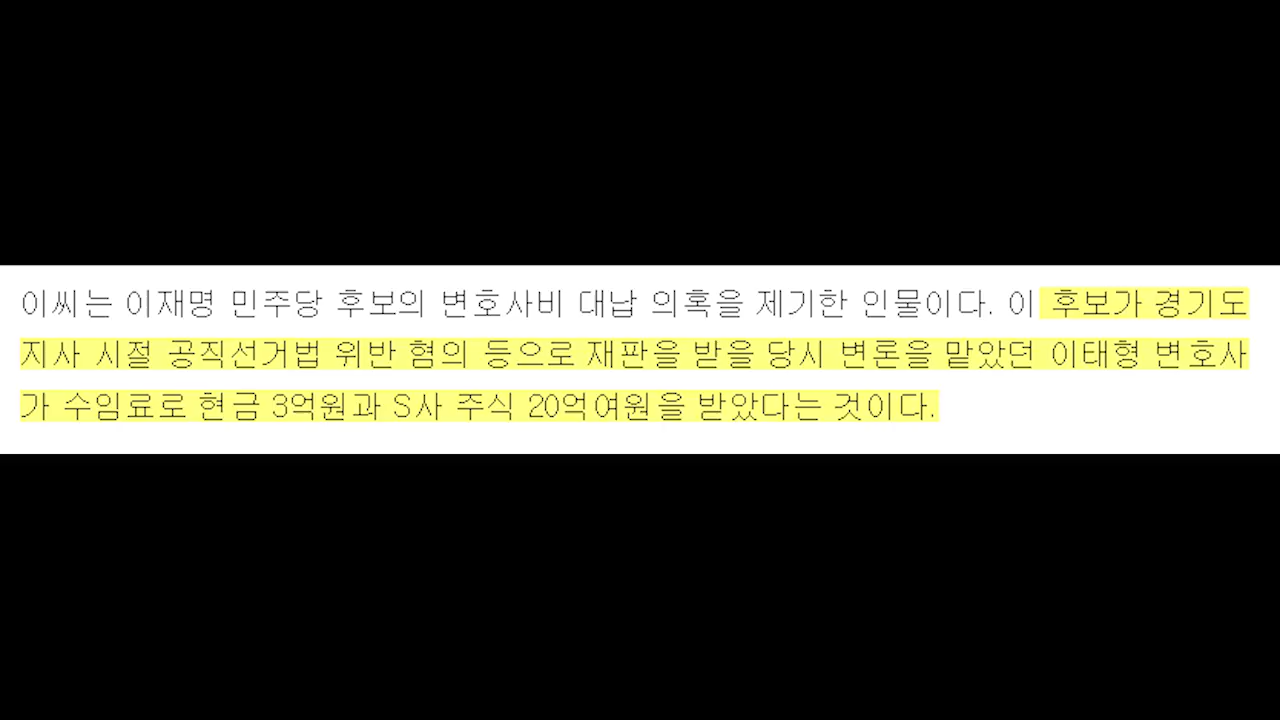 이씨는 이재명 민주당 후보의 변호사비 대납 의혹을 제기한 인물이다. 이 후보가 경기도
지사 시절 공직선거법 위반 혐의 등으로 재판을 받을 당시 변론을 맡았던 이태형 변호사
가 수임료로 현금 3억원과 S사 주식 20억여원을 받았다는 것이다.